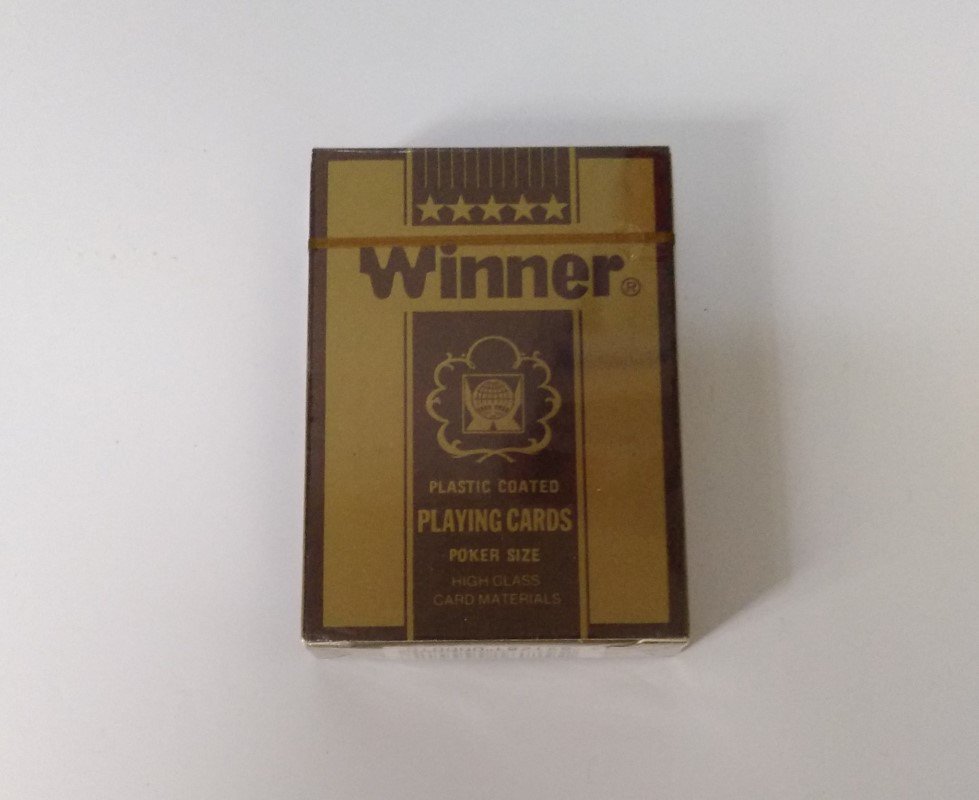 Winner®
PLASTIC COATED
PLAYING CARDS
POKER SIZE
HIGH CLASS
CARD MATERIALS